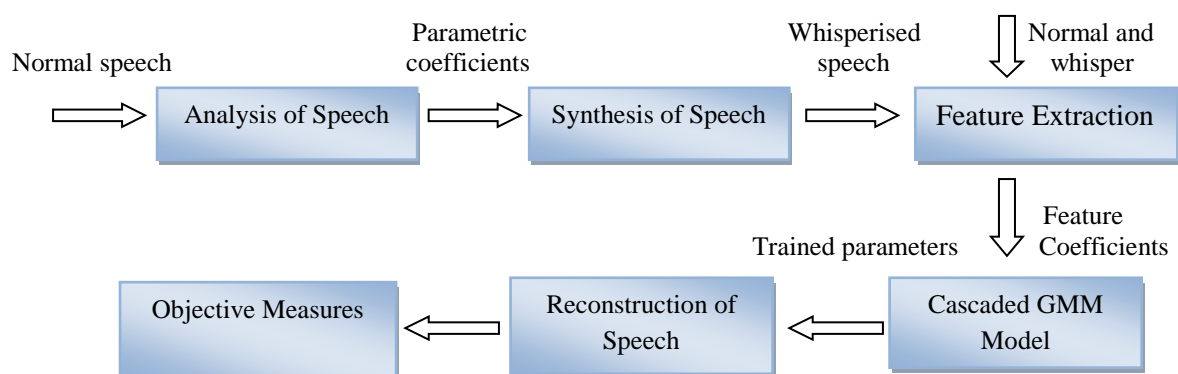 Normal speech
Parametric
coefficients
Whisperised
speech
Normal and
whisper
Analysis of Speech
Synthesis of Speech
Feature Extraction
Feature
Coefficients
Trained parameters
Cascaded GMM
Model
Reconstruction of
Speech
Objective Measures